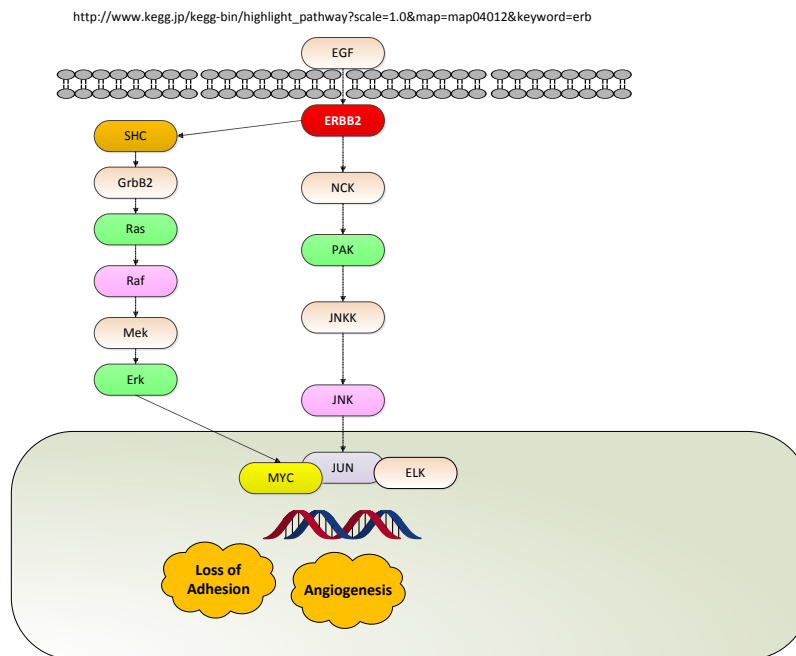 http://www.kegg.jp/kegg-bin/highlight_pathway?scale=1.0&map=map04012&keyword=erb
EGF
ERBB2
SHC
GrbB2
NCK
Ras
PAK
Raf
JNKK
Mek
Erk
JNK
JUN
MYC
ELK
Loss of
Adhesion
Angiogenesis